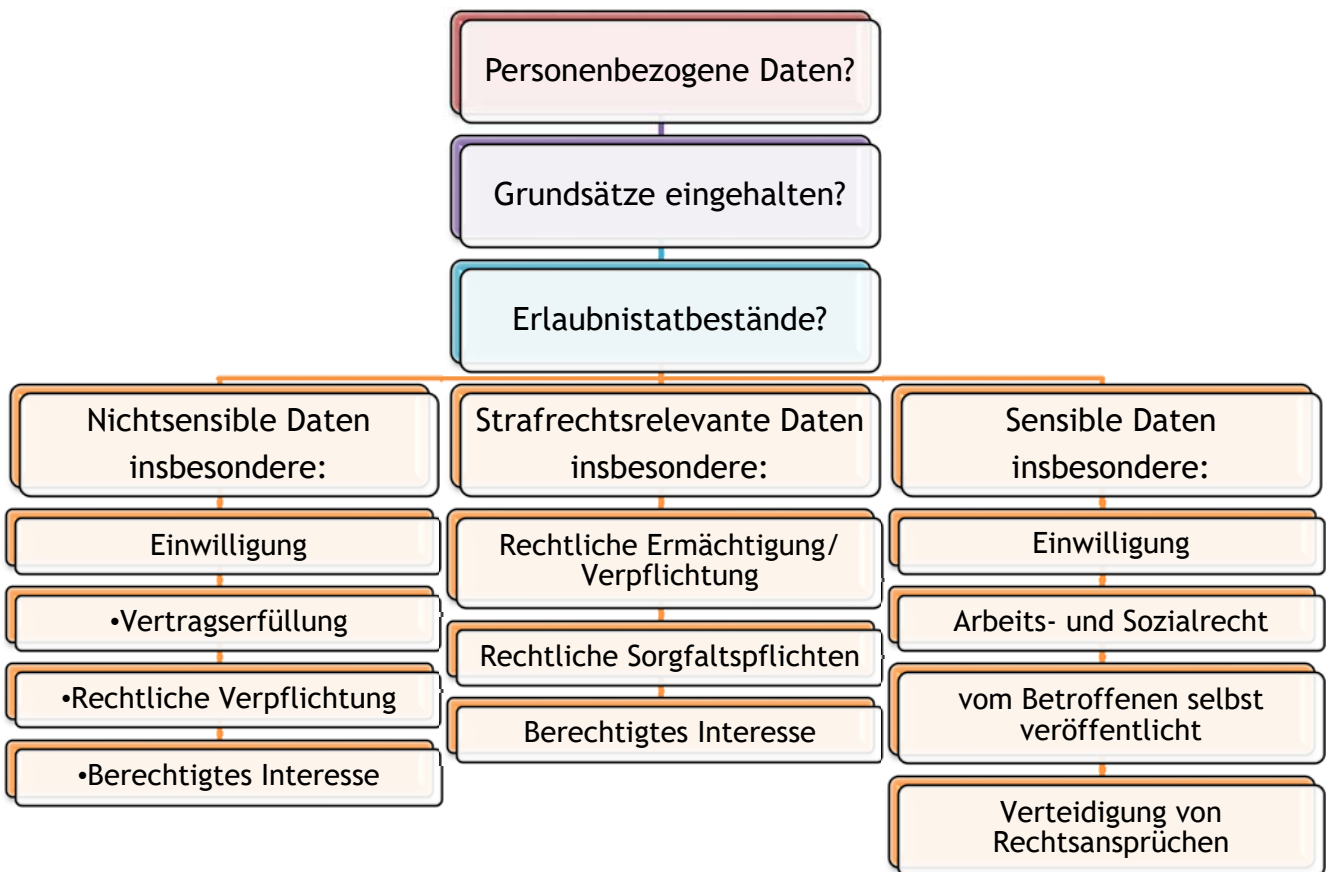 Personenbezogene Daten?
Grundsätze eingehalten?
Erlaubnistatbestände?
Nichtsensible Daten
insbesondere:
Einwilligung
•Vertragserfüllung
•Rechtliche Verpflichtung
•Berechtigtes Interesse
Strafrechtsrelevante Daten
insbesondere:
Rechtliche Ermächtigung/
Verpflichtung
Rechtliche Sorgfaltspflichten
Berechtigtes Interesse
Sensible Daten
insbesondere:
Einwilligung
Arbeits- und Sozialrecht
vom Betroffenen selbst
veröffentlicht
Verteidigung von
Rechtsansprüchen